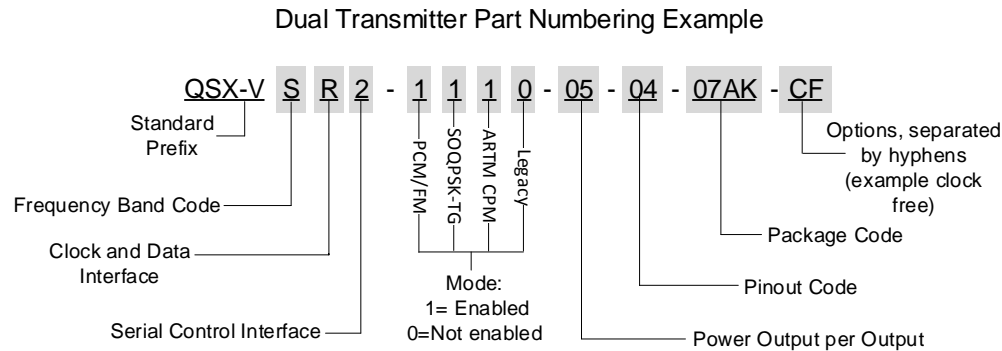 Dual Transmitter Part Numbering Example
QSX-V S R 2 - 1 1 1 0 - 05 - 04 - 07AK - CF
Standard
Prefix
PCM/FM
SOQPSK-TG
ARTM CPM
Legacy
Options, separated
by hyphens
(example clock
free)
Frequency Band Code
Package Code
Clock and Data
Interface
Mode:
1= Enabled
0=Not enabled
Pinout Code
Serial Control Interface
Power Output per Output